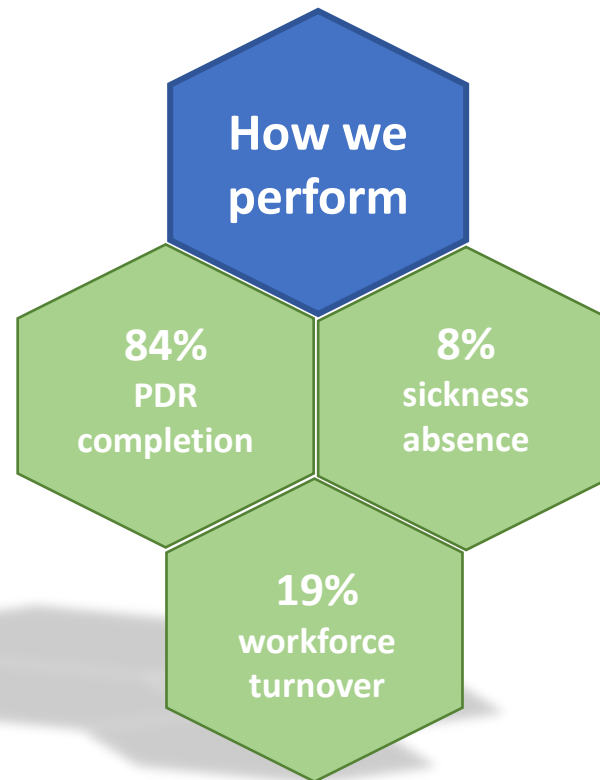 How we
perform
84%
PDR
completion
8%
sickness
absence
19%
workforce
turnover